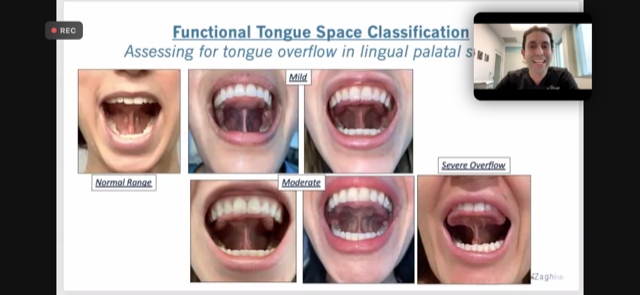 REC
Functional Tongue Space Classification
Assessing for tongue overflow in lingual palatal
Mild
Normal Range
Moderate
Severe Overflow